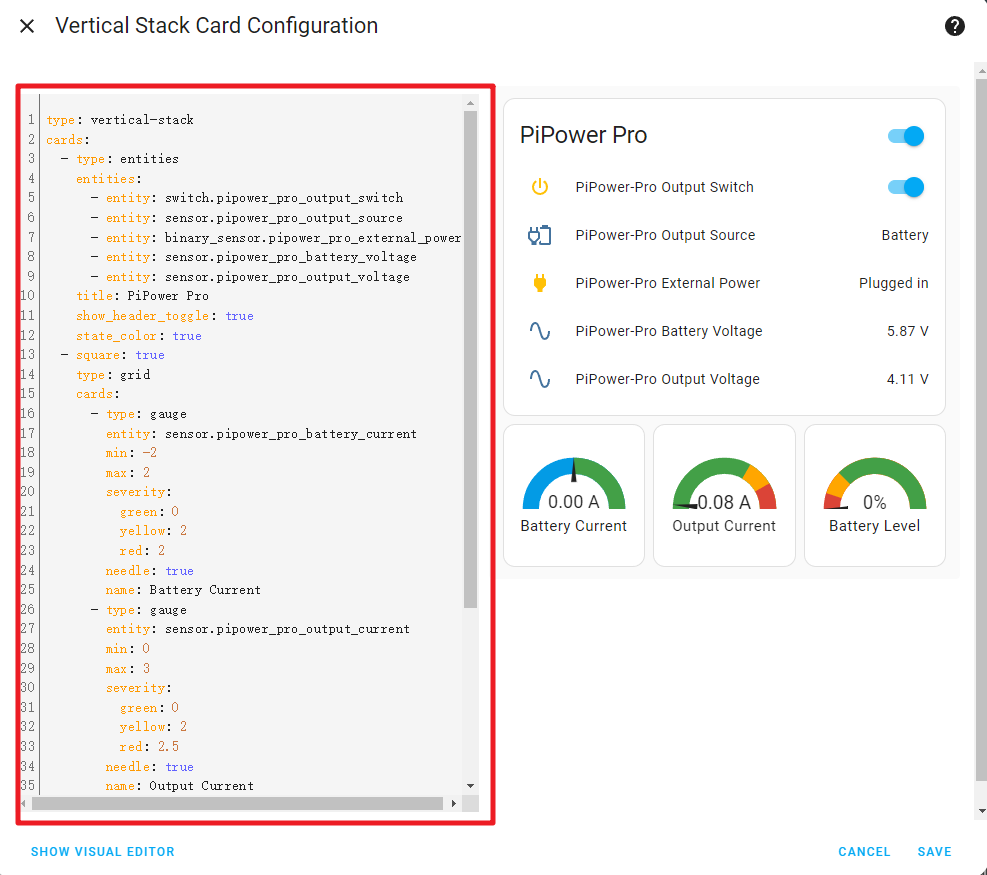 Vertical Stack Card Configuration
1 type: vertical-stack
2 cards:
3   - type: entities
4     entities:
5       - entity: switch.pipower_pro_output_switch
6       - entity: sensor.pipower_pro_output_source
7       - entity: binary_sensor.pipower_pro_external_power
8       - entity: sensor.pipower_pro_battery_voltage
9       - entity: sensor.pipower_pro_output_voltage
10     title: PiPower Pro
11     show_header_toggle: true
12     state_color: true
13   - square: true
14     type: grid
15     cards:
16       - type: gauge
17         entity: sensor.pipower_pro_battery_current
18         min: -2
19         max: 2
20         severity:
21           green: 0
22           yellow: 2
23           red: 2
24         needle: true
25         name: Battery Current
26       - type: gauge
27         entity: sensor.pipower_pro_output_current
28         min: 0
29         max: 3
30         severity:
31           green: 0
32           yellow: 2
33           red: 2.5
34         needle: true
35         name: Output Current
PiPower Pro
PiPower-Pro Output Switch
PiPower-Pro Output Source Battery
PiPower-Pro External Power Plugged in
PiPower-Pro Battery Voltage 5.87 V
PiPower-Pro Output Voltage 4.11 V
0.00 A
Battery Current
-0.08 A
Output Current
0%
Battery Level
SHOW VISUAL EDITOR
CANCEL
SAVE